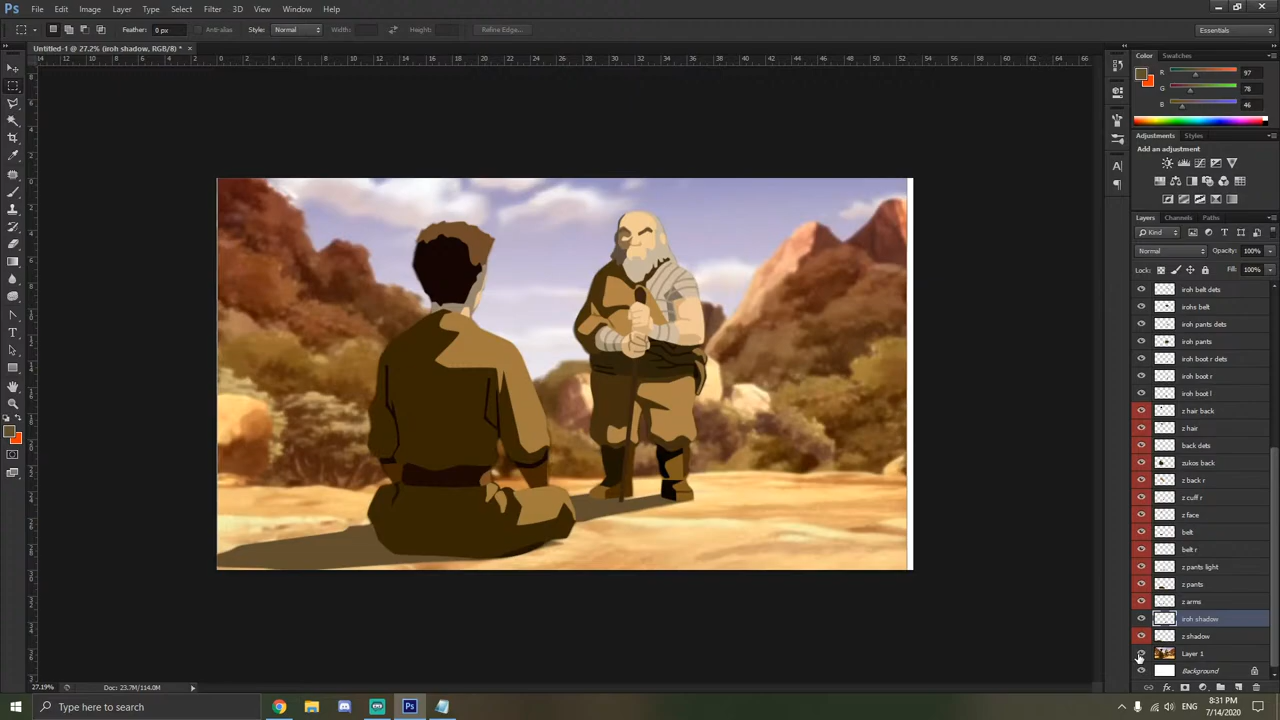 Ps File Edit Image Layer Type Select Filter 3D View Window Help
Feather: 0 px Anti-alias Style: Normal Width: Height: Refine Edge... Essentials
Untitled-1 @ 27.2% (iroh shadow, RGB/8) *
Color Swatches
R 97
G 78
B 46
Adjustments Styles
Add an adjustment
Layers Channels Paths
Kind
Normal Opacity: 100%
Lock: Fill: 100%
iroh belt dets
irohs belt
iroh pants dets
iroh pants
iroh boot r dets
iroh boot r
iroh boot l
z hair back
z hair
back dets
zukos back
z back r
z cuff r
z face
belt
belt r
z pants light
z pants
z arms
iroh shadow
z shadow
Layer 1
Background
27.19% Doc: 23.7M/114.0M
Type here to search
Ps
ENG
8:31 PM
7/14/2020